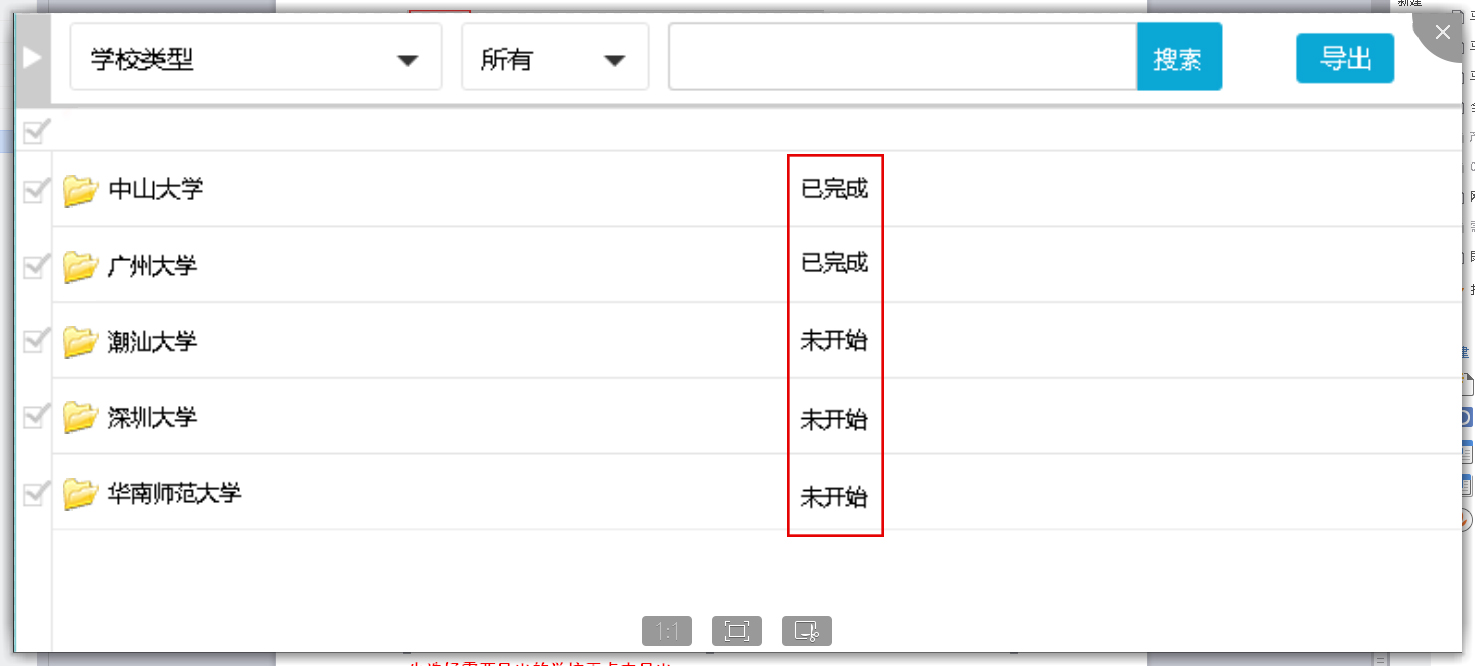 新建
学校类型 所有 搜索 导出
中山大学 已完成
广州大学 已完成
潮汕大学 未开始
深圳大学 未开始
华南师范大学 未开始
1:1